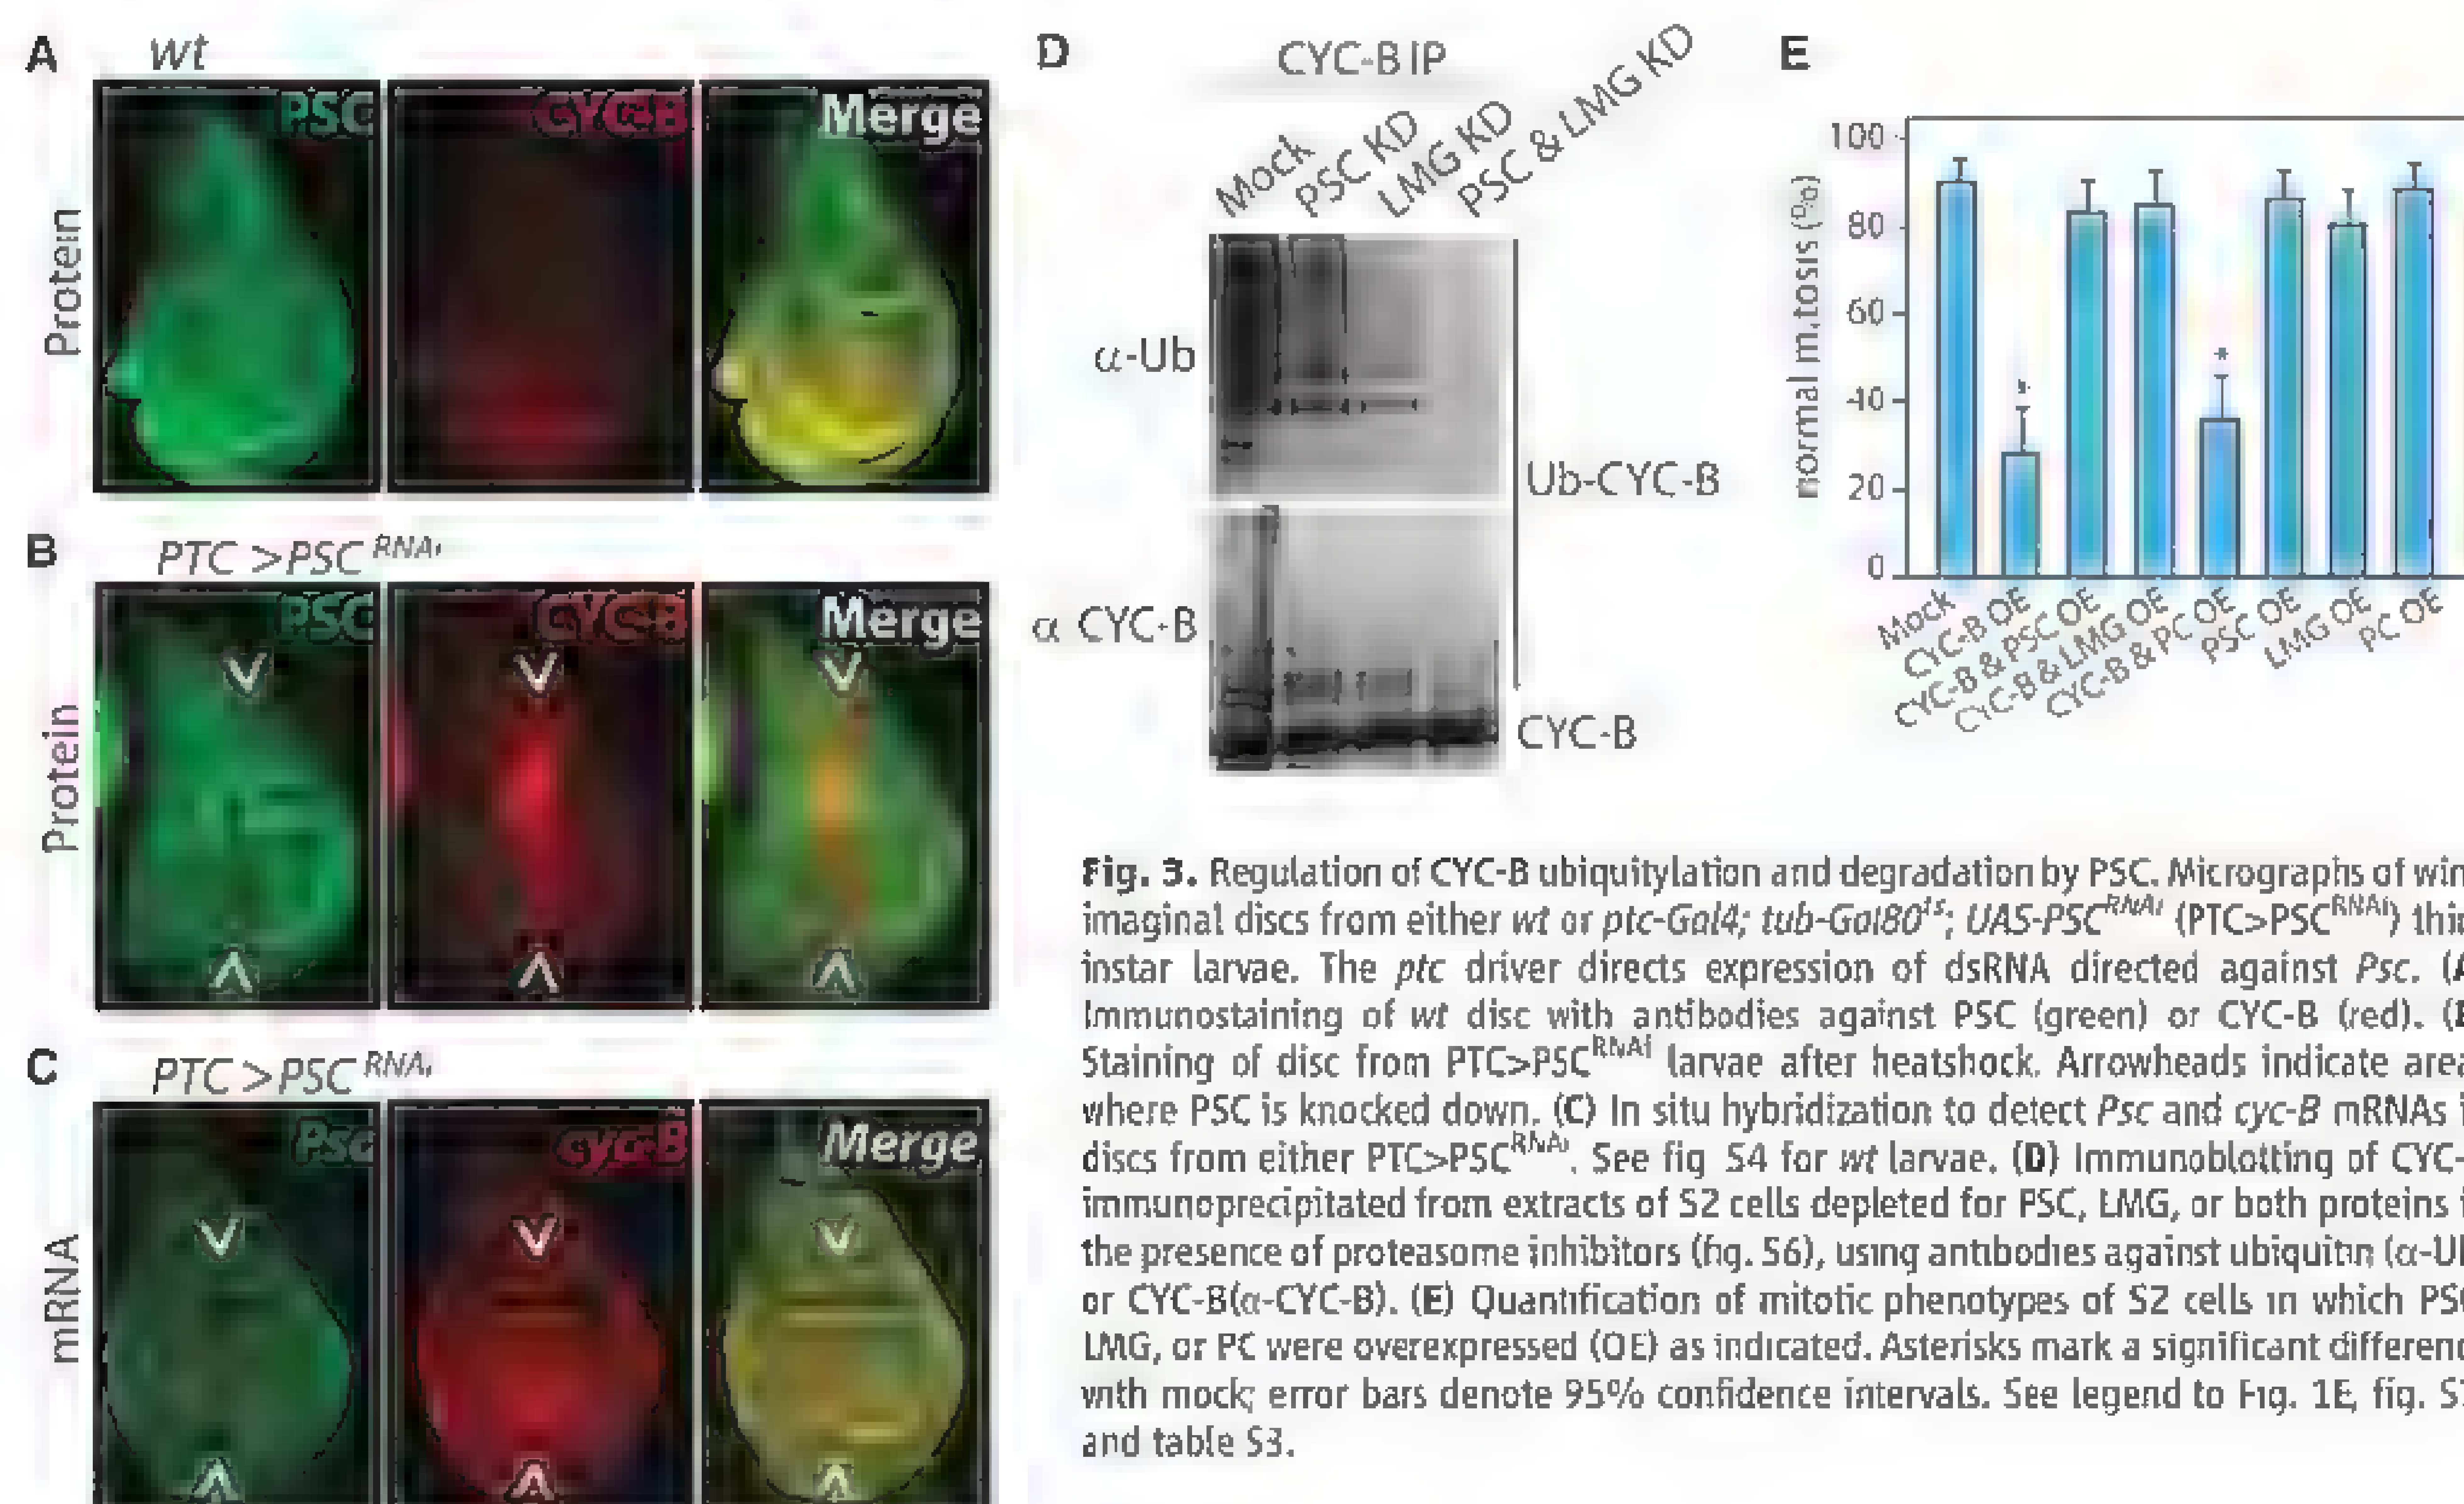 A
wt
PSC
CYC-B
Merge
Protein
B
PTC >PSC RNAi
PSC
CYC-B
Merge
Protein
C
PTC >PSC RNAi
Psc
cyc-B
Merge
mRNA
D
CYC-B IP
Mock
PSC KD
LMG KD
PSC & LMG KD
α-Ub
Ub-CYC-B
α CYC-B
CYC-B
E
normal mitosis (%)
100
80
60
40
20
0
*
*
Mock
CYC-B OE
CYC-B & PSC OE
CYC-B & LMG OE
CYC-B & PC OE
PSC OE
LMG OE
PC OE
Fig. 3. Regulation of CYC-B ubiquitylation and degradation by PSC. Micrographs of win
imaginal discs from either wt or ptc-Gal4; tub-Gal80ts; UAS-PSCRNAi (PTC>PSCRNAi) thi
instar larvae. The ptc driver directs expression of dsRNA directed against Psc. (A
Immunostaining of wt disc with antibodies against PSC (green) or CYC-B (red). (B
Staining of disc from PTC>PSCRNAi larvae after heatshock. Arrowheads indicate area
where PSC is knocked down. (C) In situ hybridization to detect Psc and cyc-B mRNAs i
discs from either PTC>PSCRNAi. See fig S4 for wt larvae. (D) Immunoblotting of CYC-
immunoprecipitated from extracts of S2 cells depleted for PSC, LMG, or both proteins i
the presence of proteasome inhibitors (fig. S6), using antibodies against ubiquitin (α-U
or CYC-B(α-CYC-B). (E) Quantification of mitotic phenotypes of S2 cells in which PSC
LMG, or PC were overexpressed (OE) as indicated. Asterisks mark a significant differenc
with mock; error bars denote 95% confidence intervals. See legend to Fig. 1E, fig. S
and table S3.